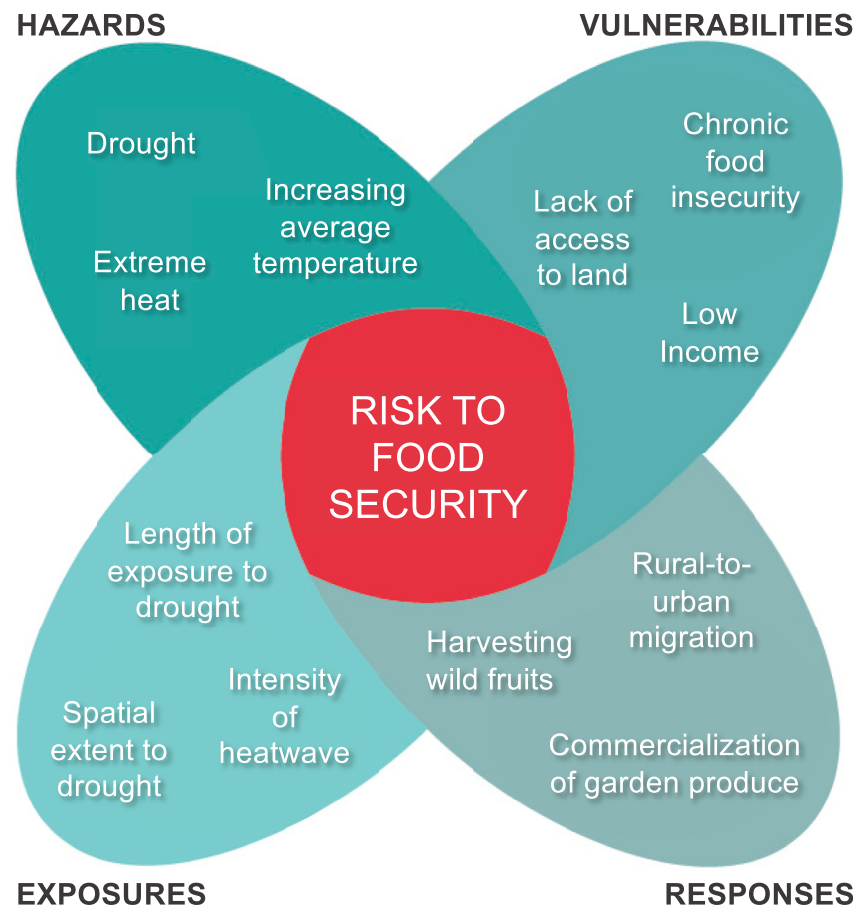 HAZARDS
VULNERABILITIES
Drought
Increasing
average
temperature
Extreme
heat
Chronic
food
insecurity
Lack of
access
to land
Low
Income
RISK TO
FOOD
SECURITY
Length of
exposure to
drought
Intensity
of
heatwave
Spatial
extent to
drought
Rural-to-
urban
migration
Harvesting
wild fruits
Commercialization
of garden produce
EXPOSURES
RESPONSES